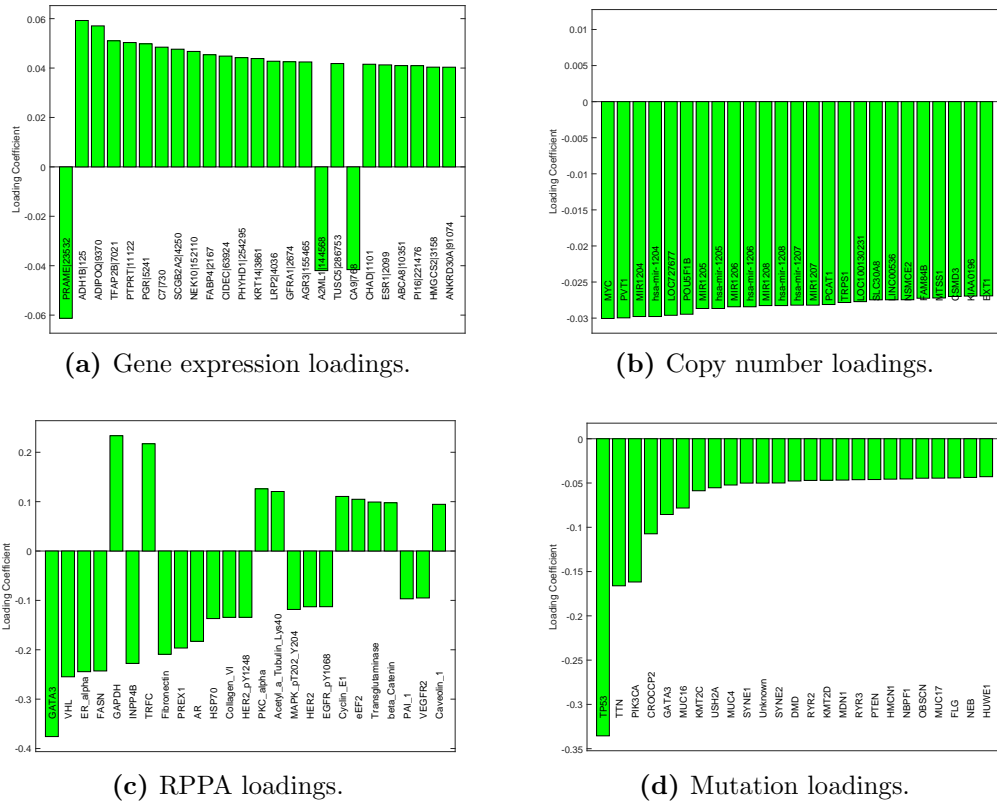 0.06
0.04
0.02
0
-0.02
-0.04
-0.06
Loading Coefficient
PRAME|23532
ADH1B|125
ADIPOQ|9370
TFAP2B|7021
PTPRT|11122
PGR|5241
C7|730
SCGB2A2|4250
NEK10|152110
FABP4|2167
CIDEC|63924
PHYHD1|254295
KRT14|3861
LRP2|4036
GFRA1|2674
AGR3|155465
A2ML1|144568
TUSC5|286753
CA9|768
CHAD|1101
ESR1|2099
ABCA8|10351
PI16|221476
HMGCS2|3158
ANKRD30A|91074
(a) Gene expression loadings.
0.01
0.005
0
-0.005
-0.01
-0.015
-0.02
-0.025
-0.03
Loading Coefficient
MYC
PVT1
MIR1204
hsa-mir-1204
LOC727677
POU5F1B
MIR1205
hsa-mir-1205
MIR1206
hsa-mir-1206
MIR1208
hsa-mir-1208
hsa-mir-1207
MIR1207
PCAT1
TRPS1
LOC100130231
SLC30A8
LINC00536
NSMCE2
FAM84B
MTSS1
CSMD3
KIAA0196
EXT1
(b) Copy number loadings.
0.2
0.1
0
-0.1
-0.2
-0.3
-0.4
Loading Coefficient
GATA3
VHL
ER_alpha
FASN
GAPDH
INPP4B
TRFC
Fibronectin
PREX1
AR
HSP70
Collagen_VI
HER2_pY1248
PKC_alpha
Acetyl_a_Tubulin_Lys40
MAPK_pT202_Y204
HER2
EGFR_pY1068
Cyclin_E1
eEF2
Transglutaminase
beta_Catenin
PAI_1
VEGFR2
Caveolin_1
(c) RPPA loadings.
0
-0.05
-0.1
-0.15
-0.2
-0.25
-0.3
-0.35
Loading Coefficient
TP53
TTN
PIK3CA
CROCCP2
GATA3
MUC16
KMT2C
USH2A
MUC4
SYNE1
Unknown
SYNE2
DMD
RYR2
KMT2D
MDN1
RYR3
PTEN
HMCN1
NBPF1
OBSCN
MUC17
FLG
NEB
HUWE1
(d) Mutation loadings.